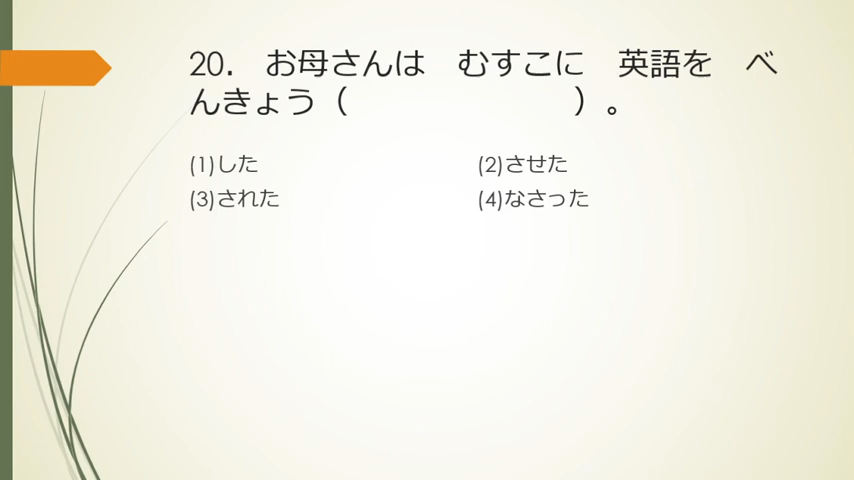 20.　お母さんは　むすこに　英語を　べ
んきょう（　　　　　　　　　）。
(1)した　　　　　　　　　　(2)させた
(3)された　　　　　　　　　(4)なさった